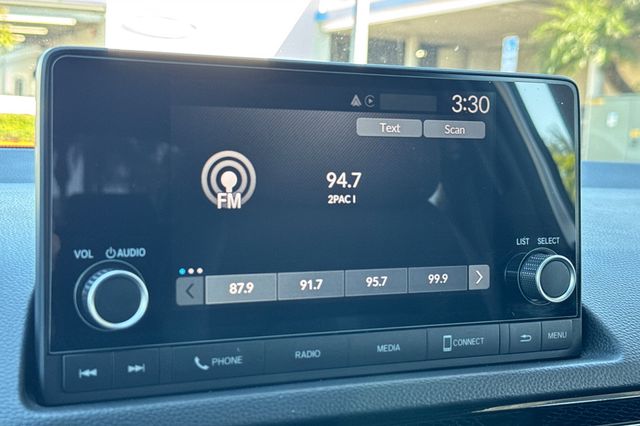 3:30
Text Scan
94.7
FM
2PAC I
VOL AUDIO
LIST SELECT
87.9 91.7 95.7 99.9
PHONE RADIO MEDIA CONNECT MENU